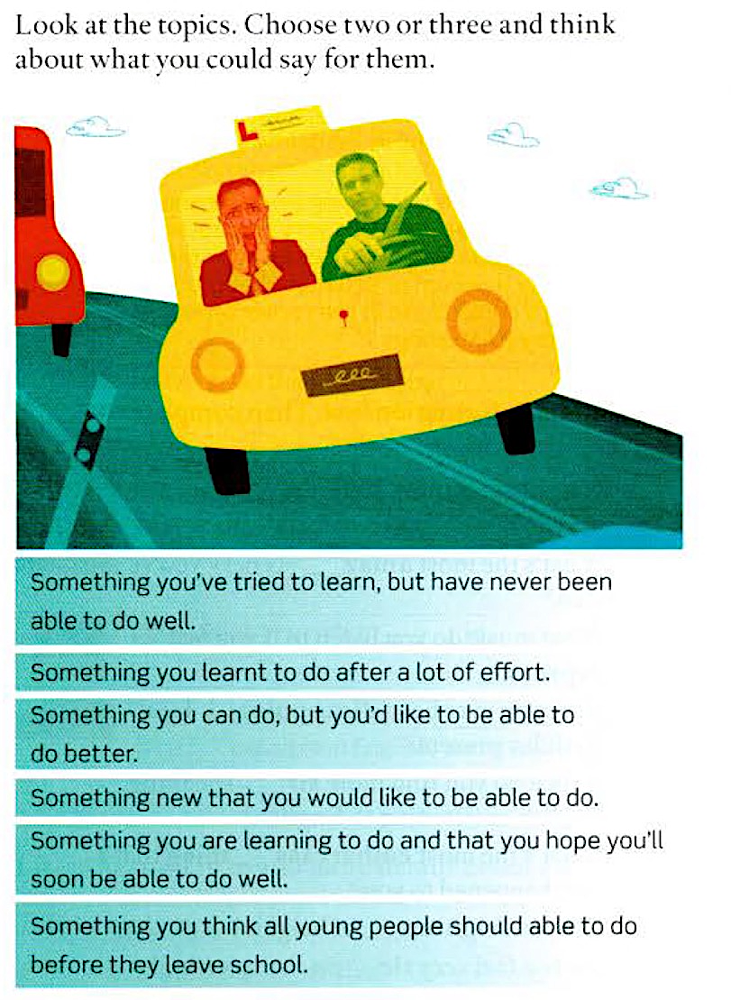 Look at the topics. Choose two or three and think
about what you could say for them.
L
Something you've tried to learn, but have never been
able to do well.
Something you learnt to do after a lot of effort.
Something you can do, but you'd like to be able to
do better.
Something new that you would like to be able to do.
Something you are learning to do and that you hope you'll
soon be able to do well.
Something you think all young people should able to do
before they leave school.